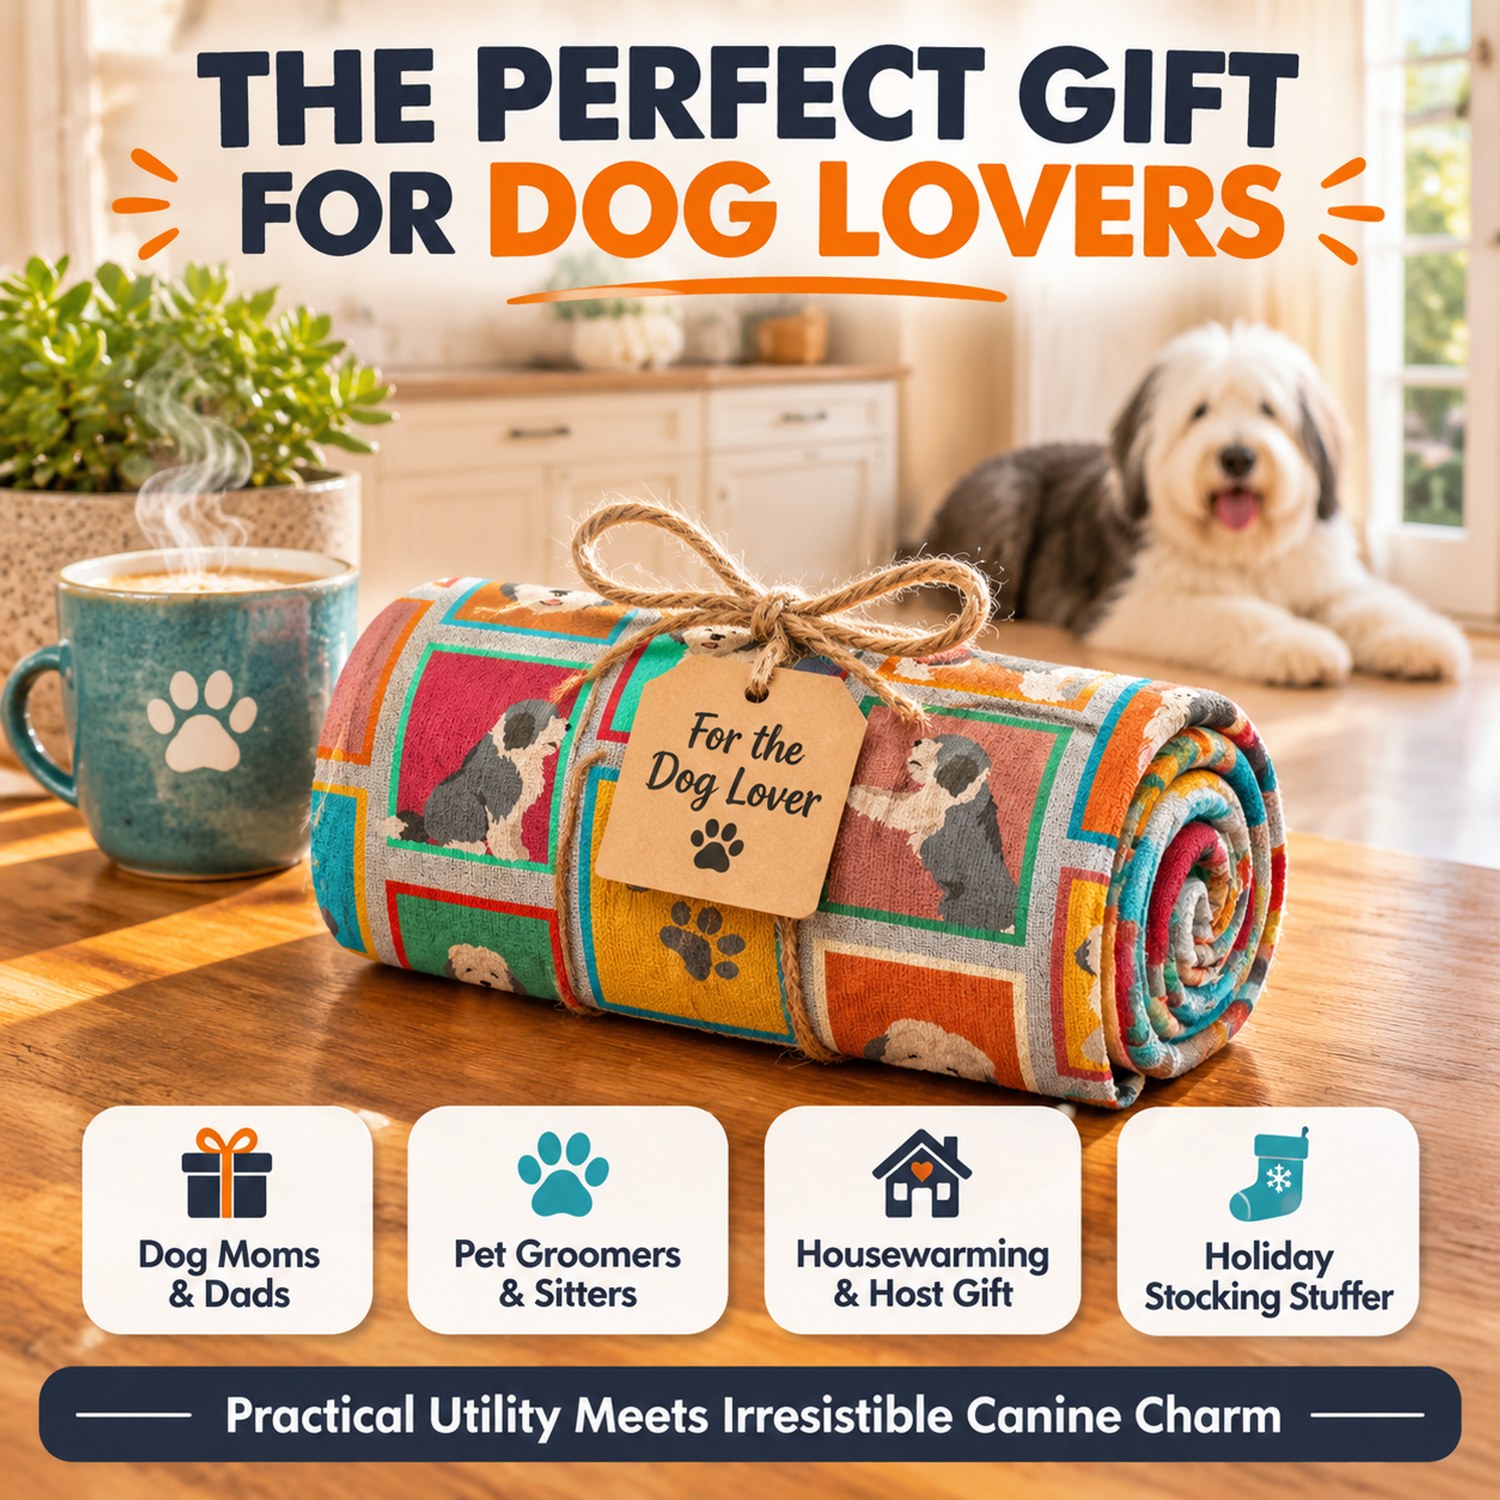 THE PERFECT GIFT
FOR DOG LOVERS
For the
Dog Lover
Dog Moms
& Dads
Pet Groomers
& Sitters
Housewarming
& Host Gift
Holiday
Stocking Stuffer
Practical Utility Meets Irresistible Canine Charm